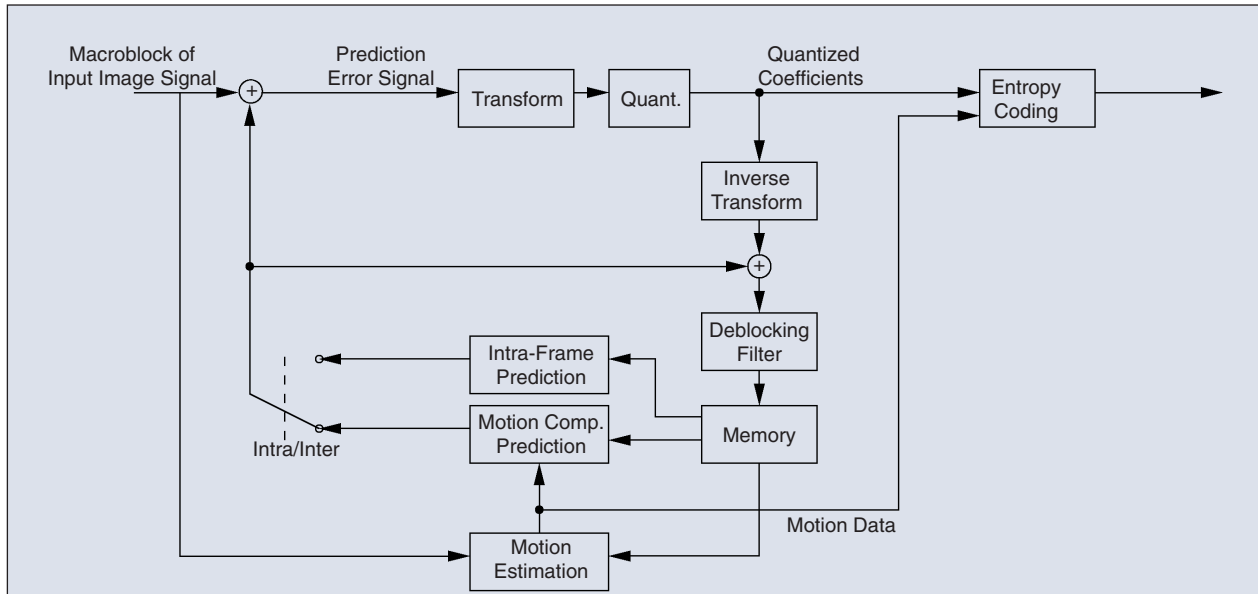 Macroblock of
Input Image Signal
Prediction
Error Signal
Quantized
Coefficients
+
Transform
Quant.
Entropy
Coding
Inverse
Transform
+
Deblocking
Filter
Intra-Frame
Prediction
Motion Comp.
Prediction
Memory
Intra/Inter
Motion Data
Motion
Estimation